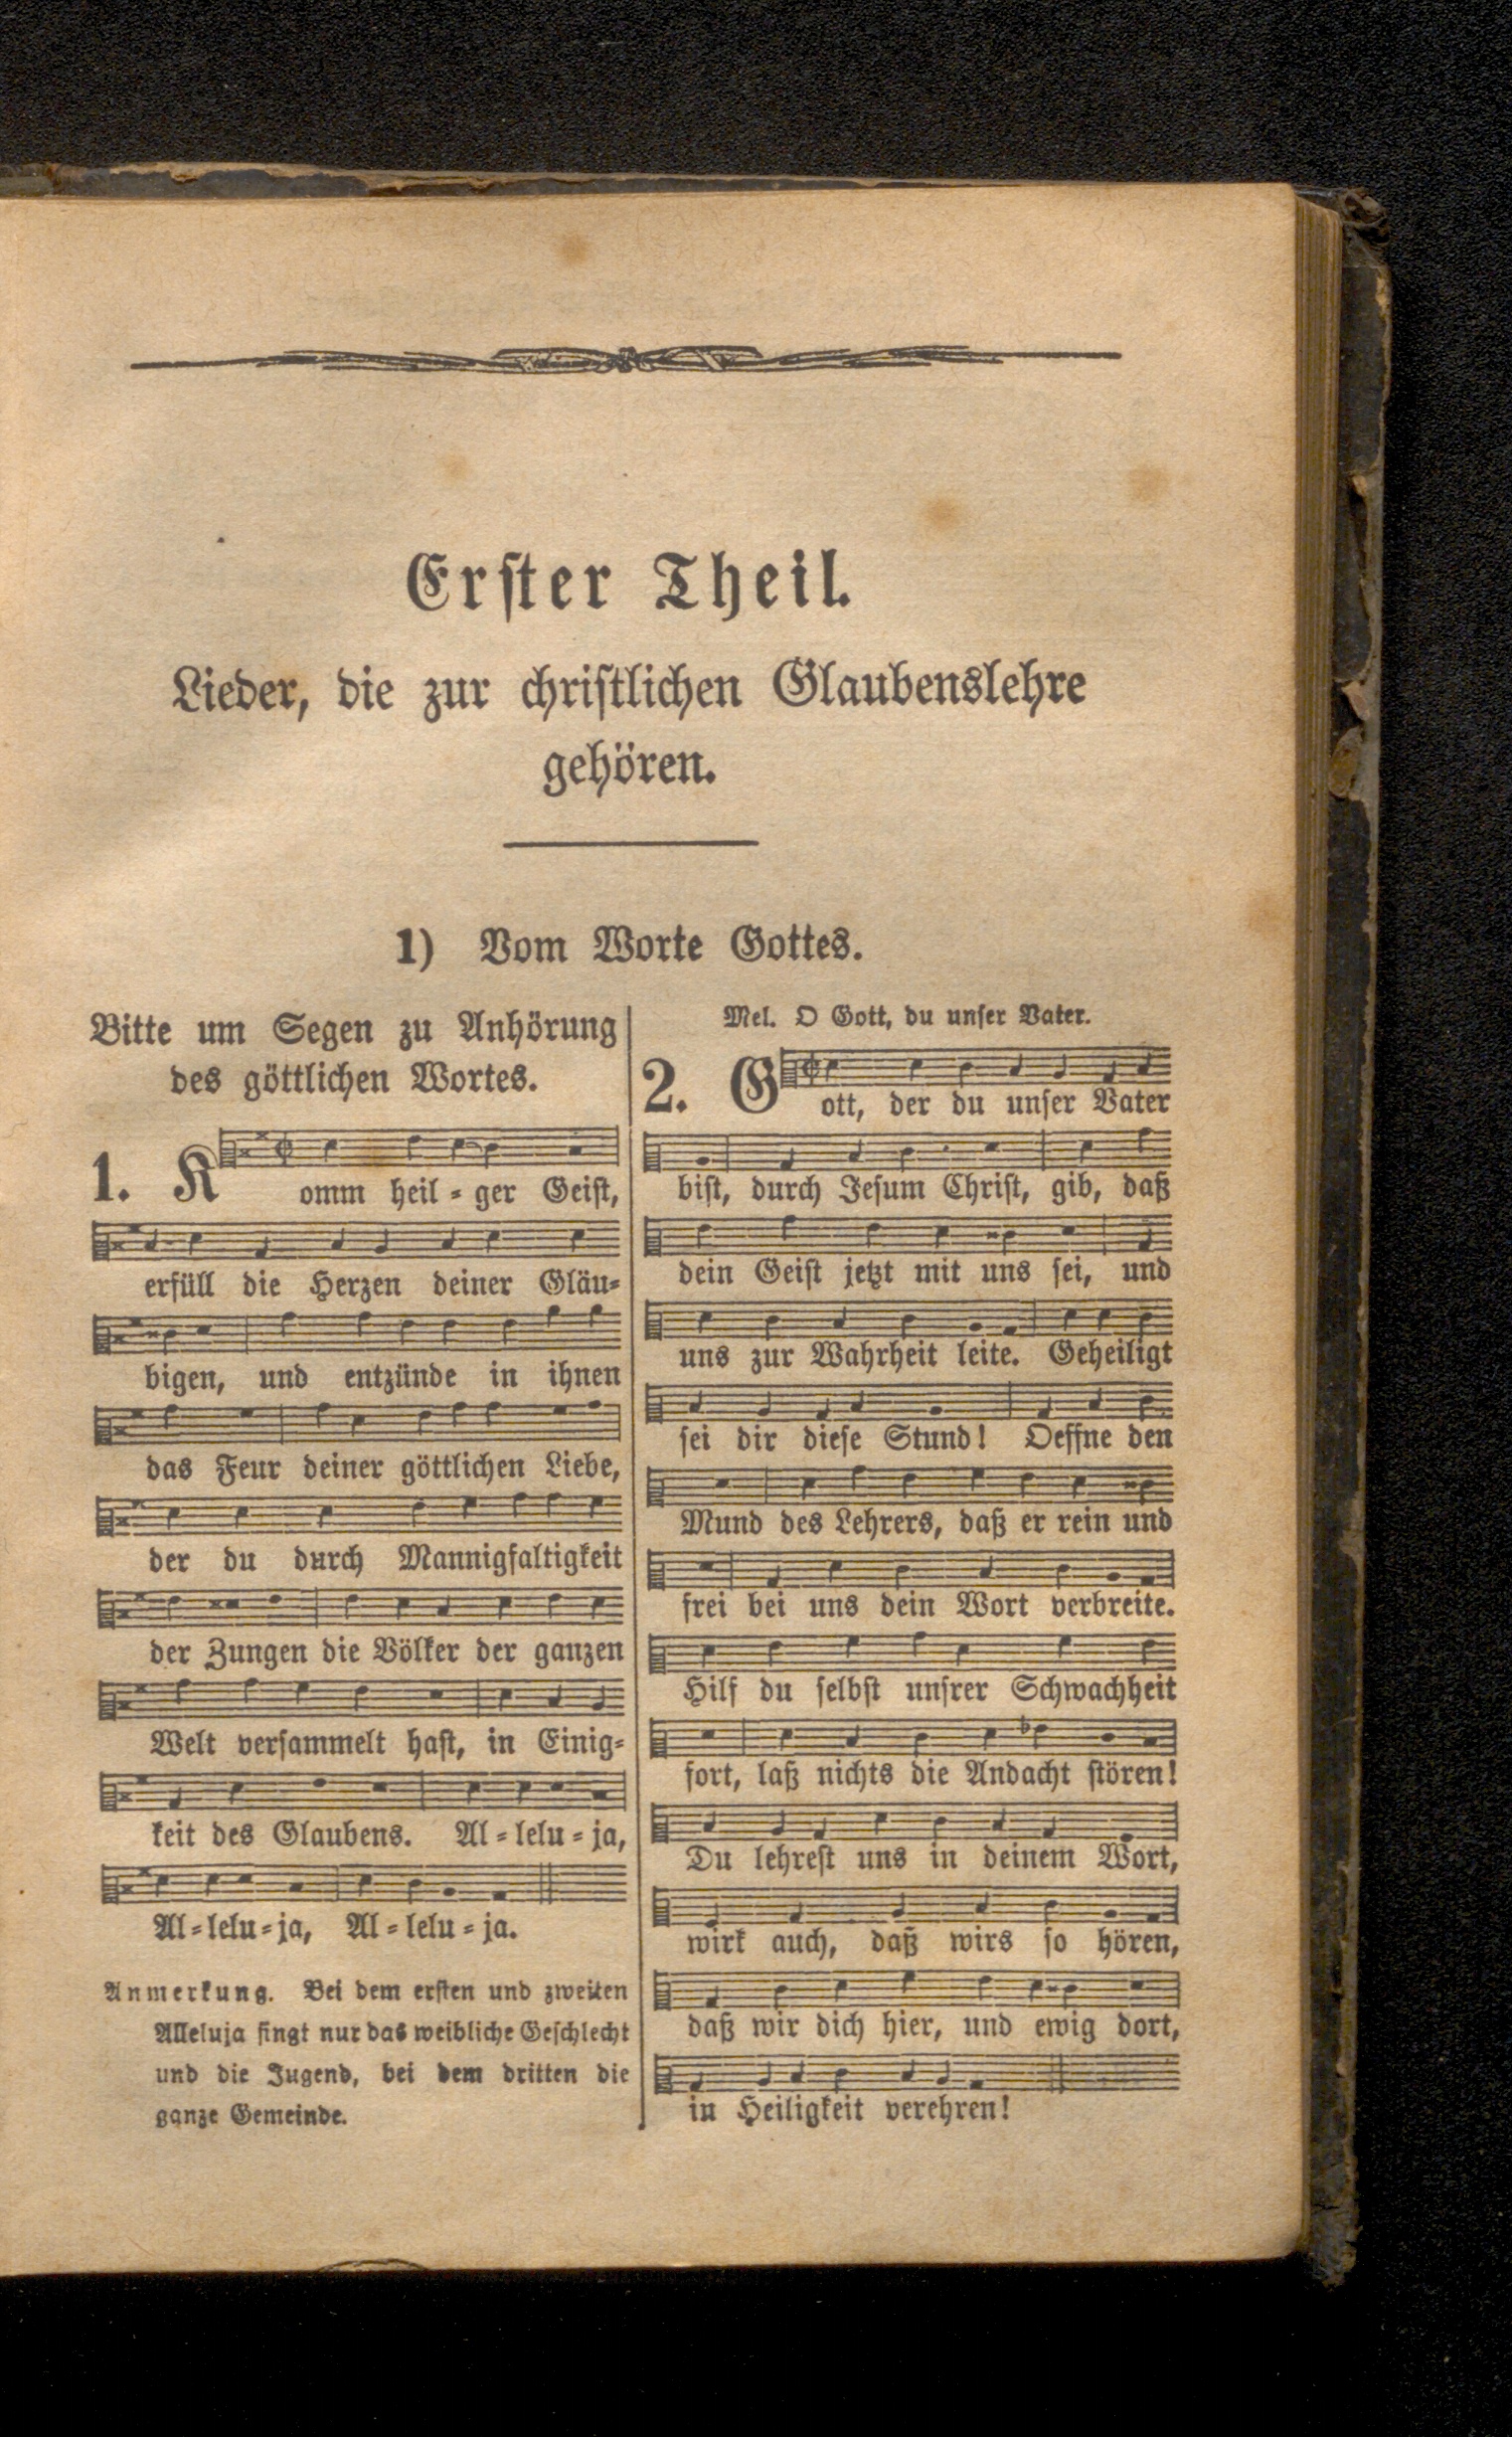 Erster Theil.
Lieder, die zur christlichen Glaubenslehre
gehören.
1) Vom Worte Gottes.
Bitte um Segen zu Anhörung
des göttlichen Wortes.
1. Komm heil=ger Geist,
erfüll die Herzen deiner Gläu=
bigen, und entzünde in ihnen
das Feur deiner göttlichen Liebe,
der du durch Mannigfaltigkeit
der Zungen die Völker der ganzen
Welt versammelt hast, in Einig=
keit des Glaubens. Al=lelu=ja,
Al=lelu=ja, Al=lelu=ja.
Anmerkung. Bei dem ersten und zweiten
Alleluja singt nur das weibliche Geschlecht
und die Jugend, bei dem dritten die
ganze Gemeinde.
Mel. O Gott, du unser Vater.
2. Gott, der du unser Vater
bist, durch Jesum Christ, gib, daß
dein Geist jetzt mit uns sei, und
uns zur Wahrheit leite. Geheiligt
sei dir diese Stund! Oeffne den
Mund des Lehrers, daß er rein und
frei bei uns dein Wort verbreite.
Hilf du selbst unsrer Schwachheit
fort, laß nichts die Andacht stören!
Du lehrest uns in deinem Wort,
wirk auch, daß wirs so hören,
daß wir dich hier, und ewig dort,
in Heiligkeit verehren!